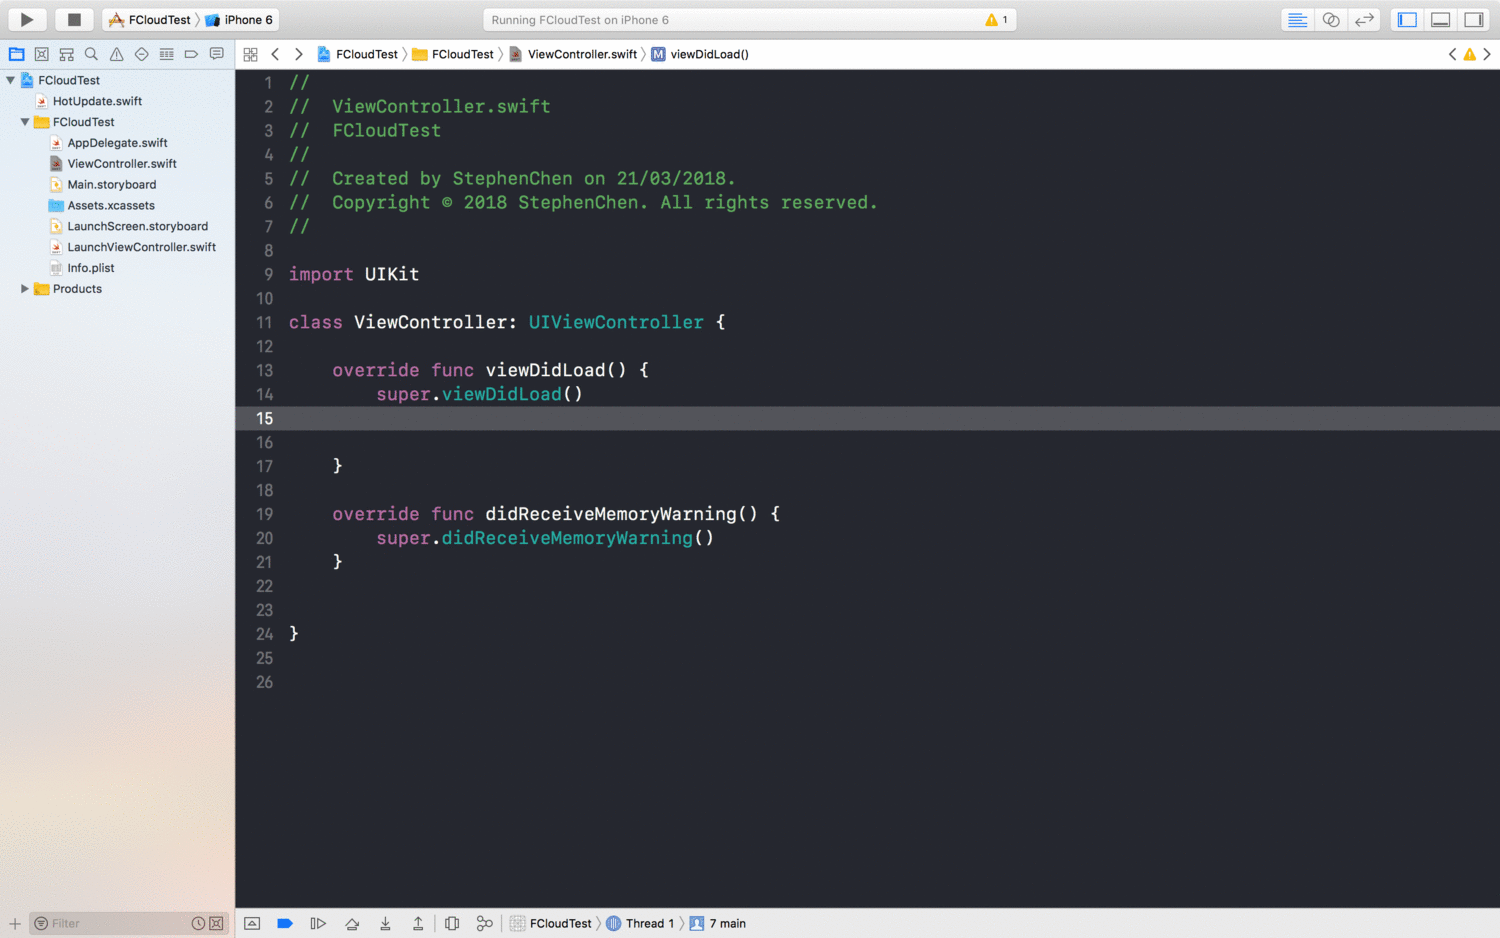 FCloudTest iPhone 6 Running FCloudTest on iPhone 6 1
FCloudTest FCloudTest ViewController.swift M viewDidLoad()
FCloudTest
HotUpdate.swift
FCloudTest
AppDelegate.swift
ViewController.swift
Main.storyboard
Assets.xcassets
LaunchScreen.storyboard
LaunchViewController.swift
Info.plist
Products
1 //
2 //  ViewController.swift
3 //  FCloudTest
4 //
5 //  Created by StephenChen on 21/03/2018.
6 //  Copyright © 2018 StephenChen. All rights reserved.
7 //
8
9 import UIKit
10
11 class ViewController: UIViewController {
12
13     override func viewDidLoad() {
14         super.viewDidLoad()
15
16
17     }
18
19     override func didReceiveMemoryWarning() {
20         super.didReceiveMemoryWarning()
21     }
22
23
24 }
25
26
Filter FCloudTest Thread 1 7 main